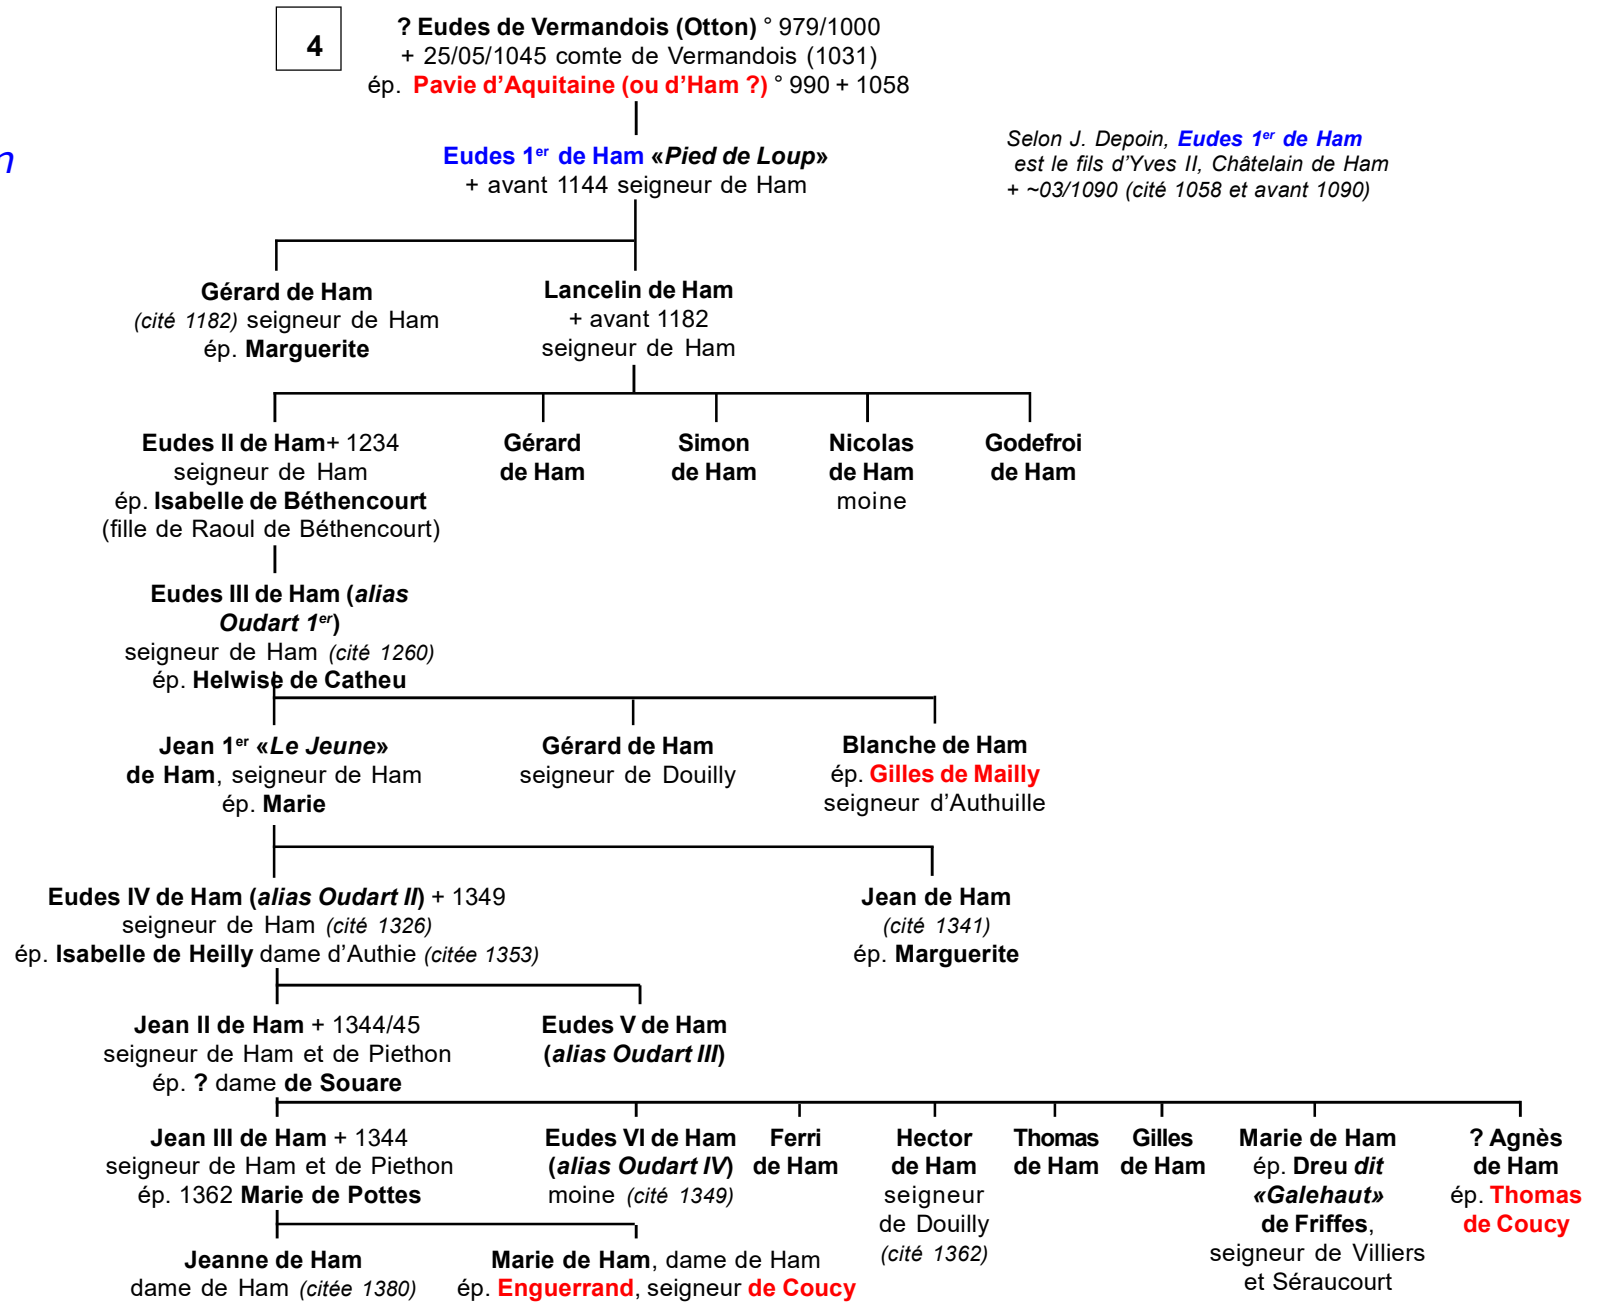 4
? Eudes de Vermandois (Otton) ° 979/1000
+ 25/05/1045 comte de Vermandois (1031)
ép. Pavie d'Aquitaine (ou d'Ham ?) ° 990 + 1058
n
Eudes 1er de Ham «Pied de Loup»
+ avant 1144 seigneur de Ham
Selon J. Depoin, Eudes 1er de Ham
est le fils d'Yves II, Châtelain de Ham
+ ~03/1090 (cité 1058 et avant 1090)
Gérard de Ham
(cité 1182) seigneur de Ham
ép. Marguerite
Lancelin de Ham
+ avant 1182
seigneur de Ham
Eudes II de Ham+ 1234
seigneur de Ham
ép. Isabelle de Béthencourt
(fille de Raoul de Béthencourt)
Gérard
de Ham
Simon
de Ham
Nicolas
de Ham
moine
Godefroi
de Ham
Eudes III de Ham (alias
Oudart 1er)
seigneur de Ham (cité 1260)
ép. Helwise de Catheu
Jean 1er «Le Jeune»
de Ham, seigneur de Ham
ép. Marie
Gérard de Ham
seigneur de Douilly
Blanche de Ham
ép. Gilles de Mailly
seigneur d'Authuille
Eudes IV de Ham (alias Oudart II) + 1349
seigneur de Ham (cité 1326)
ép. Isabelle de Heilly dame d'Authie (citée 1353)
Jean de Ham
(cité 1341)
ép. Marguerite
Jean II de Ham + 1344/45
seigneur de Ham et de Piethon
ép. ? dame de Souare
Eudes V de Ham
(alias Oudart III)
Jean III de Ham + 1344
seigneur de Ham et de Piethon
ép. 1362 Marie de Pottes
Eudes VI de Ham
(alias Oudart IV)
moine (cité 1349)
Ferri
de Ham
Hector
de Ham
seigneur
de Douilly
(cité 1362)
Thomas
de Ham
Gilles
de Ham
Marie de Ham
ép. Dreu dit
«Galehaut»
de Friffes,
seigneur de Villiers
et Séraucourt
? Agnès
de Ham
ép. Thomas
de Coucy
Jeanne de Ham
dame de Ham (citée 1380)
Marie de Ham, dame de Ham
ép. Enguerrand, seigneur de Coucy